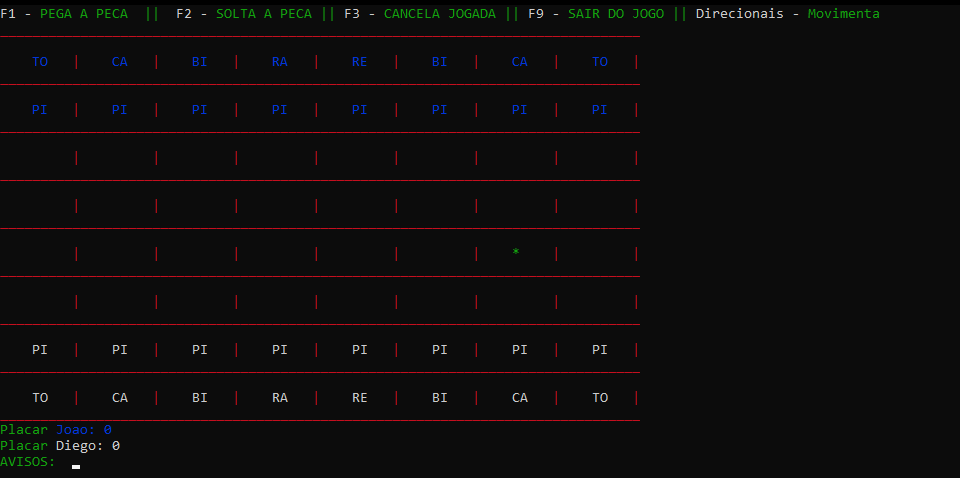 F1 - PEGA A PECA || F2 - SOLTA A PECA || F3 - CANCELA JOGADA || F9 - SAIR DO JOGO || Direcionais - Movimenta
TO | CA | BI | RA | RE | BI | CA | TO |
PI | PI | PI | PI | PI | PI | PI | PI |
| | | | | | | |
| | | | | | | |
| | | | | | * | |
| | | | | | | |
PI | PI | PI | PI | PI | PI | PI | PI |
TO | CA | BI | RA | RE | BI | CA | TO |
Placar Joao: 0
Placar Diego: 0
AVISOS: